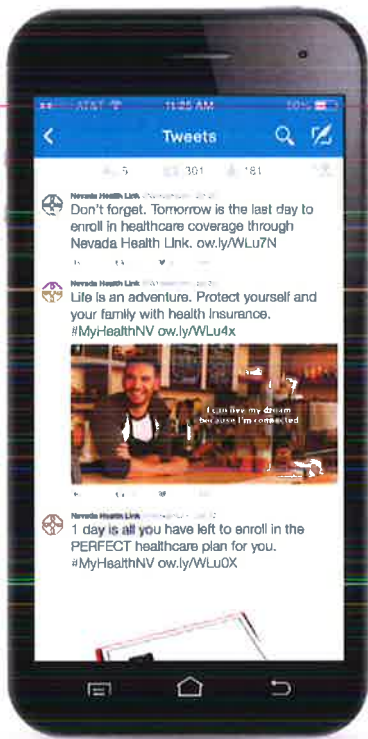 AT&T 11:25 AM 50%
Tweets
5 301 181
Nevada Health Link
Don't forget. Tomorrow is the last day to
enroll in healthcare coverage through
Nevada Health Link. ow.ly/WLu7N
Nevada Health Link
Life is an adventure. Protect yourself and
your family with health insurance.
#MyHealthNV ow.ly/WLu4x
I can live my dream
because I'm connected
Nevada Health Link
1 day is all you have left to enroll in the
PERFECT healthcare plan for you.
#MyHealthNV ow.ly/WLu0X